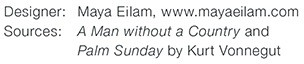 Designer: Maya Eilam, www.mayaeilam.com
Sources: A Man without a Country and
Palm Sunday by Kurt Vonnegut